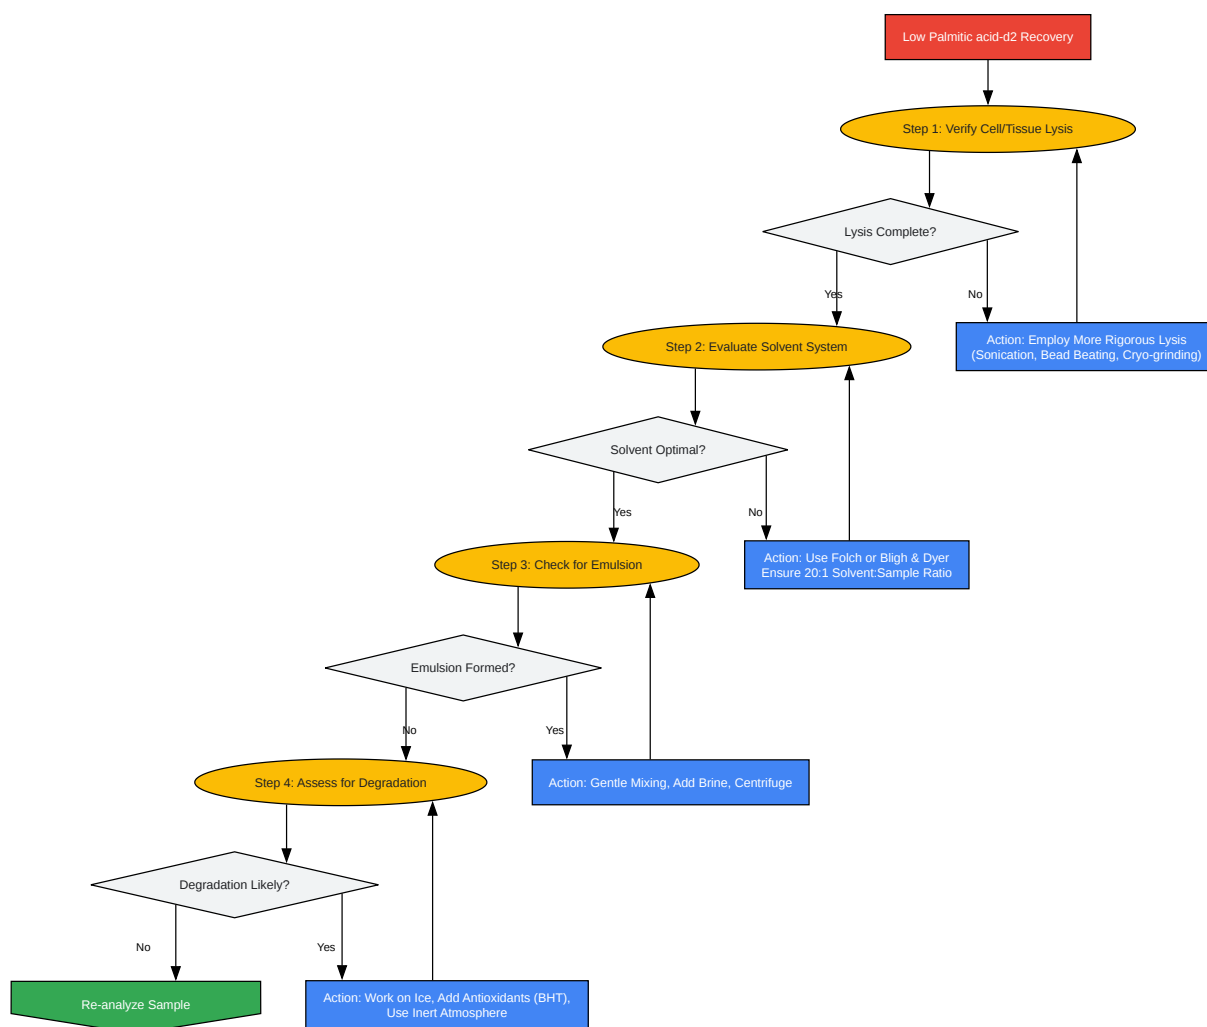 Low Palmitic acid-d2 Recovery
Step 1: Verify Cell/Tissue Lysis
Lysis Complete?
Yes
No
Action: Employ More Rigorous Lysis
(Sonication, Bead Beating, Cryo-grinding)
Step 2: Evaluate Solvent System
Solvent Optimal?
Yes
No
Action: Use Folch or Bligh & Dyer
Ensure 20:1 Solvent:Sample Ratio
Step 3: Check for Emulsion
Emulsion Formed?
No
Yes
Action: Gentle Mixing, Add Brine, Centrifuge
Step 4: Assess for Degradation
Degradation Likely?
No
Yes
Re-analyze Sample
Action: Work on Ice, Add Antioxidants (BHT),
Use Inert Atmosphere